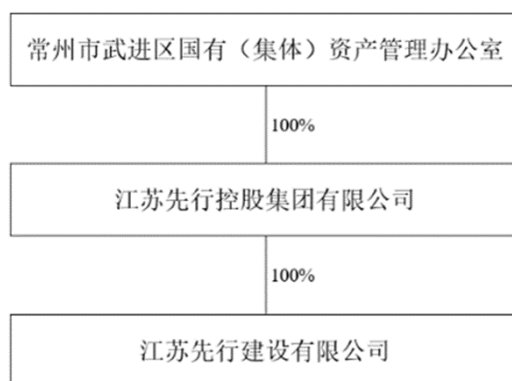 常州市武进区国有（集体）资产管理办公室
100%
江苏先行控股集团有限公司
100%
江苏先行建设有限公司